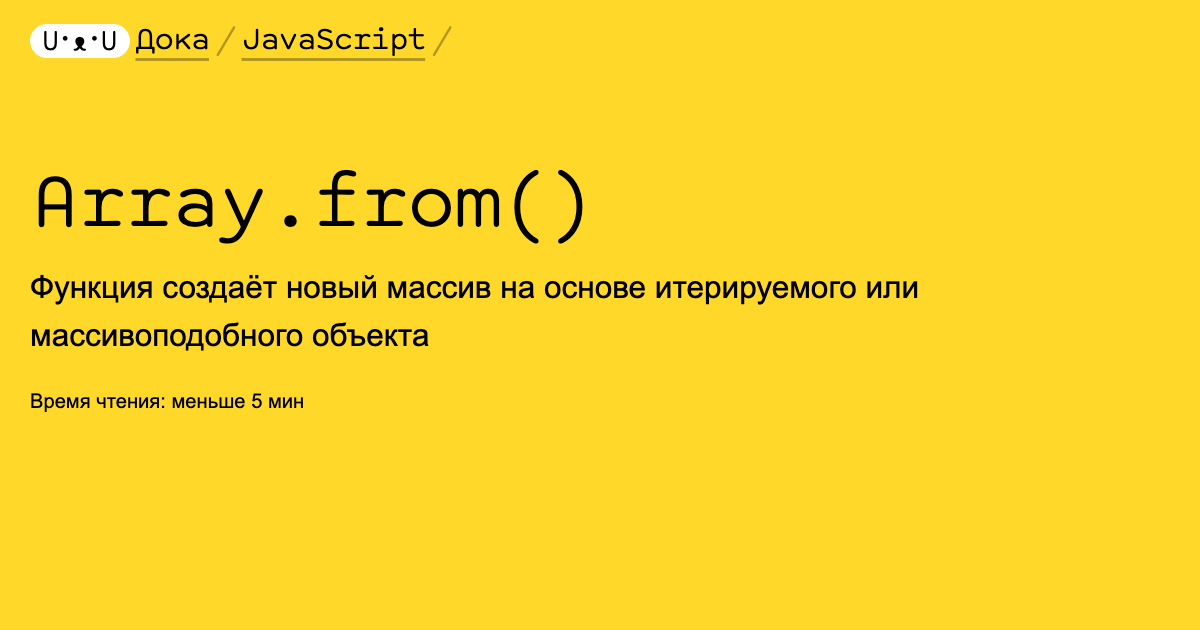 U·ᴥ·U Дока / JavaScript /
Array.from()
Функция создаёт новый массив на основе итерируемого или
массивоподобного объекта
Время чтения: меньше 5 мин